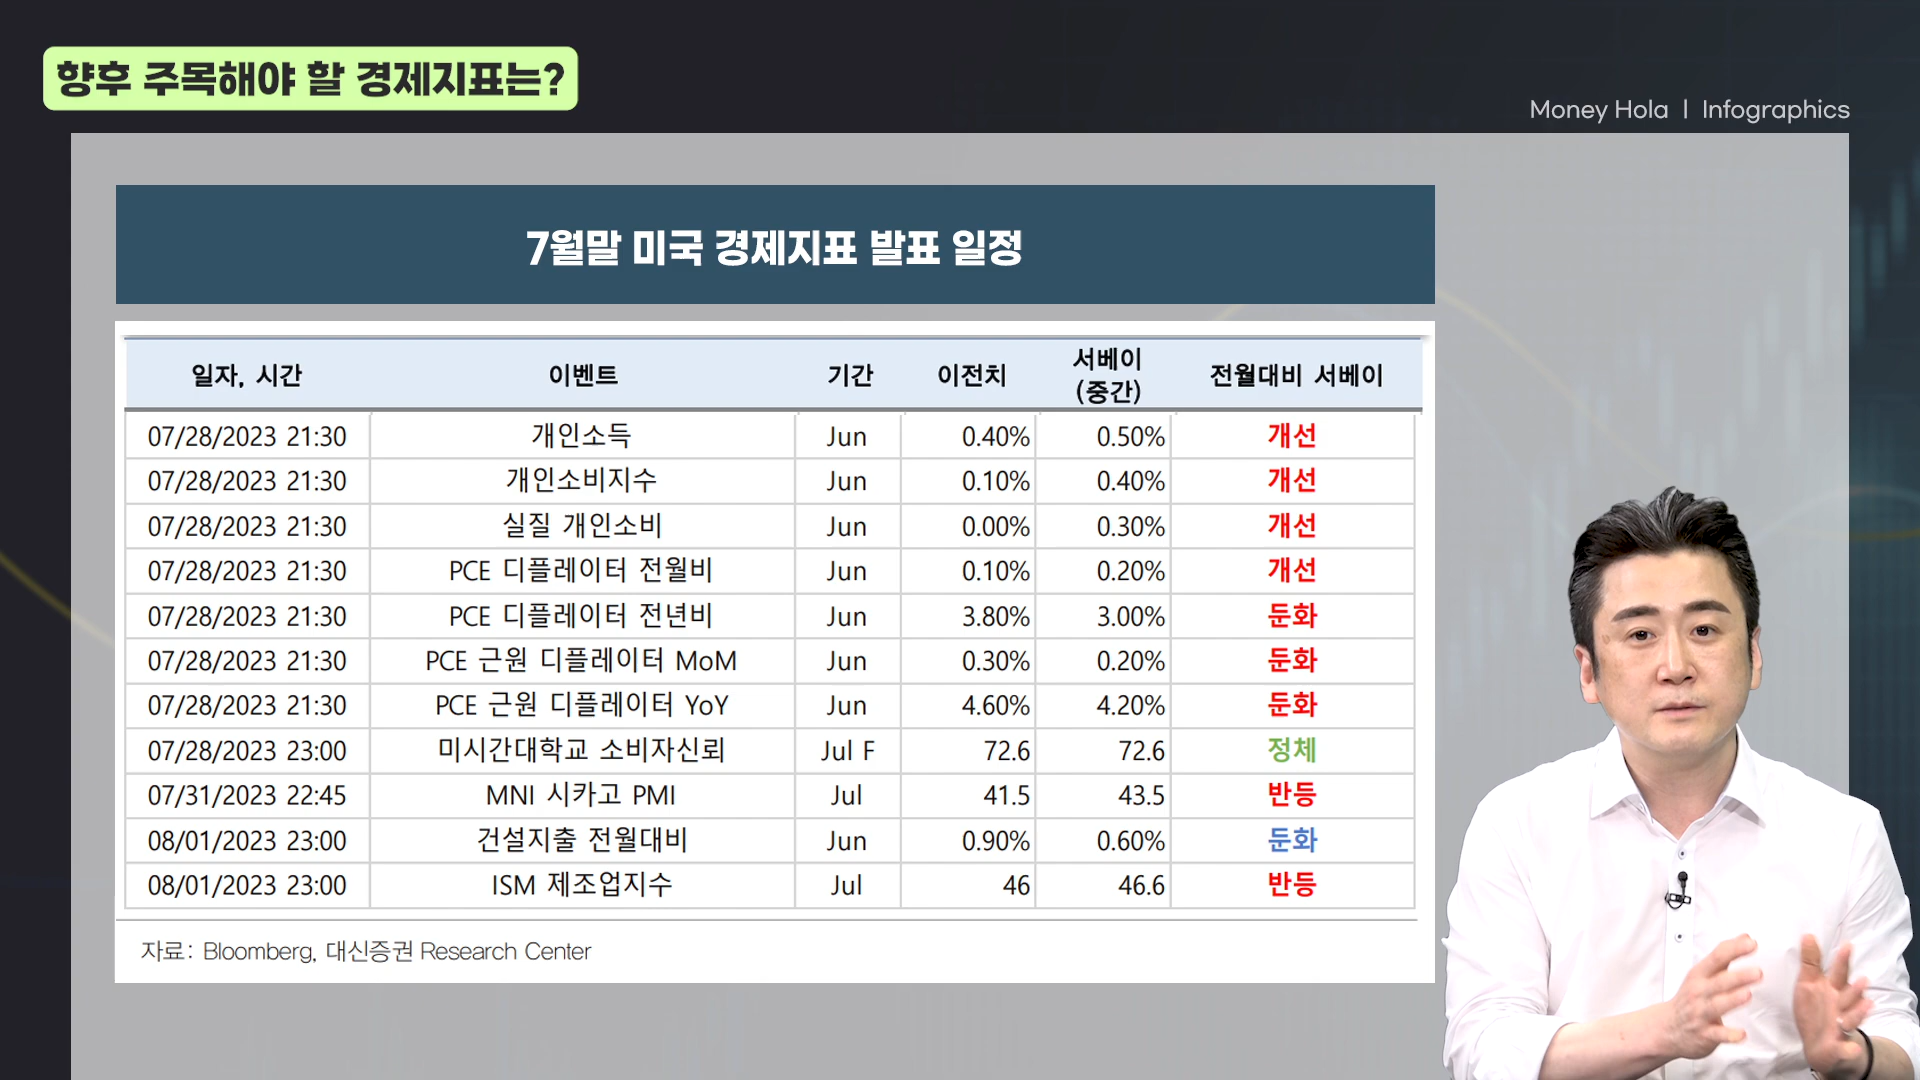 향후 주목해야 할 경제지표는?
Money Hola | Infographics
7월말 미국 경제지표 발표 일정
일자, 시간 이벤트 기간 이전치 서베이 (중간) 전월대비 서베이
07/28/2023 21:30 개인소득 Jun 0.40% 0.50% 개선
07/28/2023 21:30 개인소비지수 Jun 0.10% 0.40% 개선
07/28/2023 21:30 실질 개인소비 Jun 0.00% 0.30% 개선
07/28/2023 21:30 PCE 디플레이터 전월비 Jun 0.10% 0.20% 개선
07/28/2023 21:30 PCE 디플레이터 전년비 Jun 3.80% 3.00% 둔화
07/28/2023 21:30 PCE 근원 디플레이터 MoM Jun 0.30% 0.20% 둔화
07/28/2023 21:30 PCE 근원 디플레이터 YoY Jun 4.60% 4.20% 둔화
07/28/2023 23:00 미시간대학교 소비자신뢰 Jul F 72.6 72.6 정체
07/31/2023 22:45 MNI 시카고 PMI Jul 41.5 43.5 반등
08/01/2023 23:00 건설지출 전월대비 Jun 0.90% 0.60% 둔화
08/01/2023 23:00 ISM 제조업지수 Jul 46 46.6 반등
자료: Bloomberg, 대신증권 Research Center